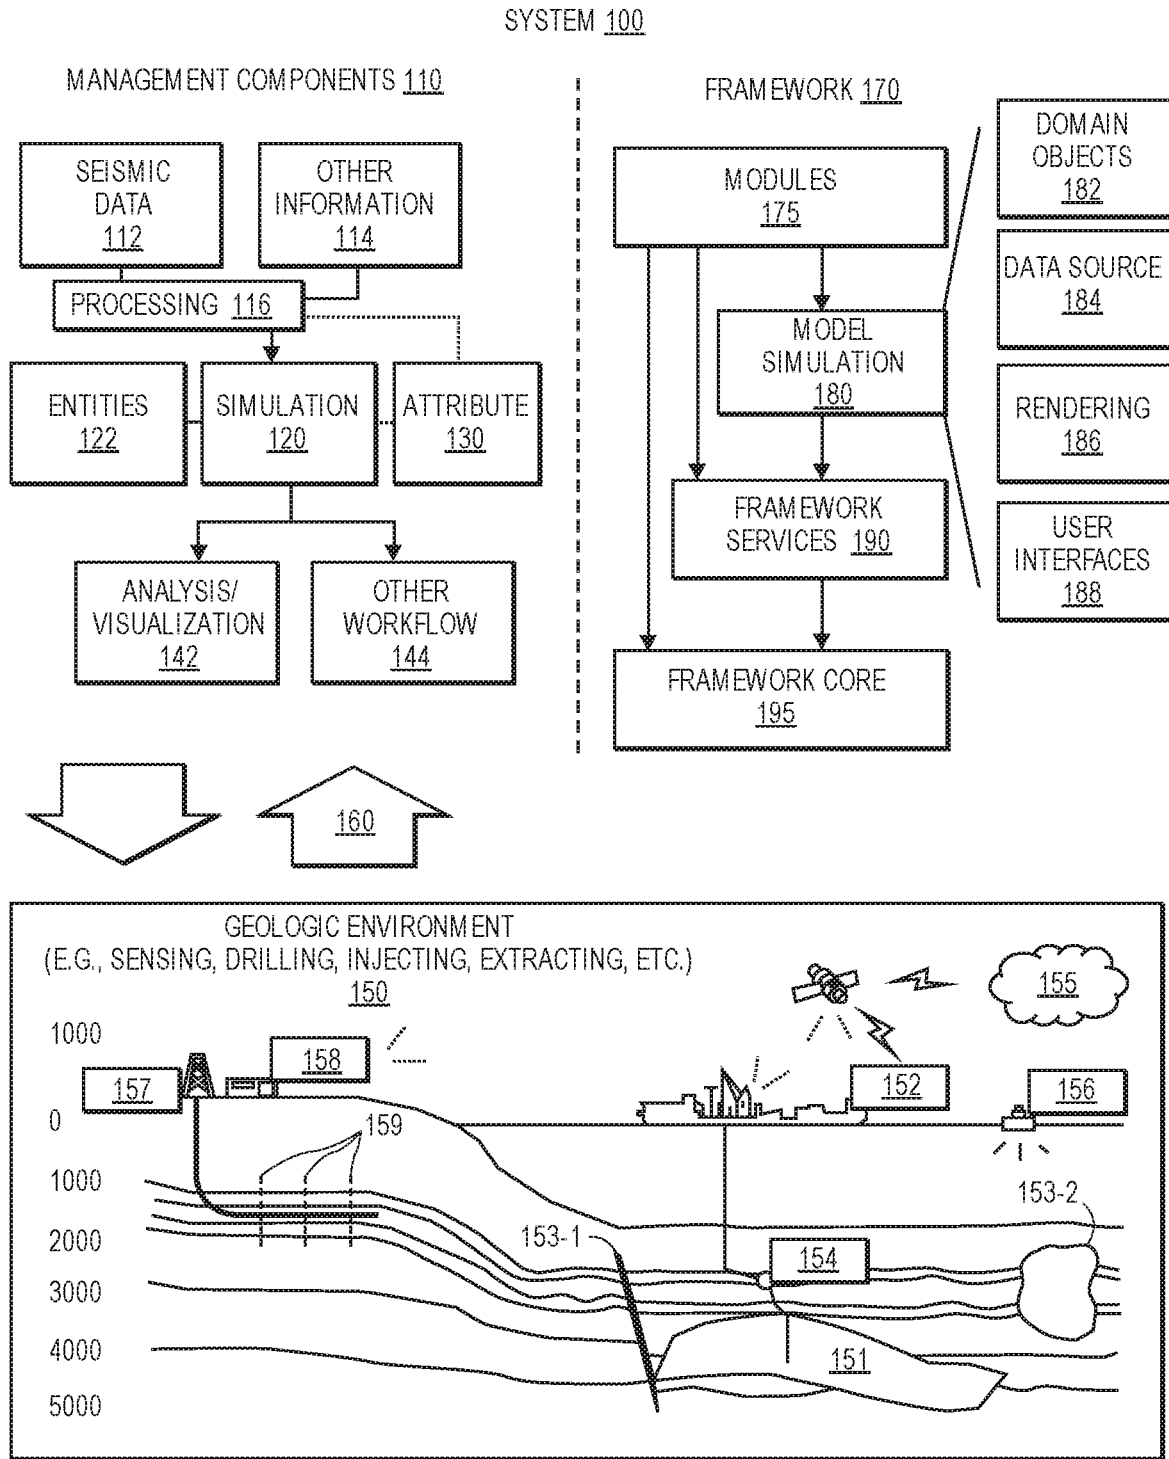 SYSTEM 100
MANAGEMENT COMPONENTS 110
SEISMIC
DATA
112
OTHER
INFORMATION
114
PROCESSING 116
ENTITIES
122
SIMULATION
120
ATTRIBUTE
130
ANALYSIS/
VISUALIZATION
142
OTHER
WORKFLOW
144
FRAMEWORK 170
MODULES
175
MODEL
SIMULATION
180
FRAMEWORK
SERVICES 190
FRAMEWORK CORE
195
DOMAIN
OBJECTS
182
DATA SOURCE
184
RENDERING
186
USER
INTERFACES
188
160
GEOLOGIC ENVIRONMENT
(E.G., SENSING, DRILLING, INJECTING, EXTRACTING, ETC.)
150
155
1000
158
157
152
156
0
159
1000
153-2
2000
153-1
154
3000
4000
151
5000